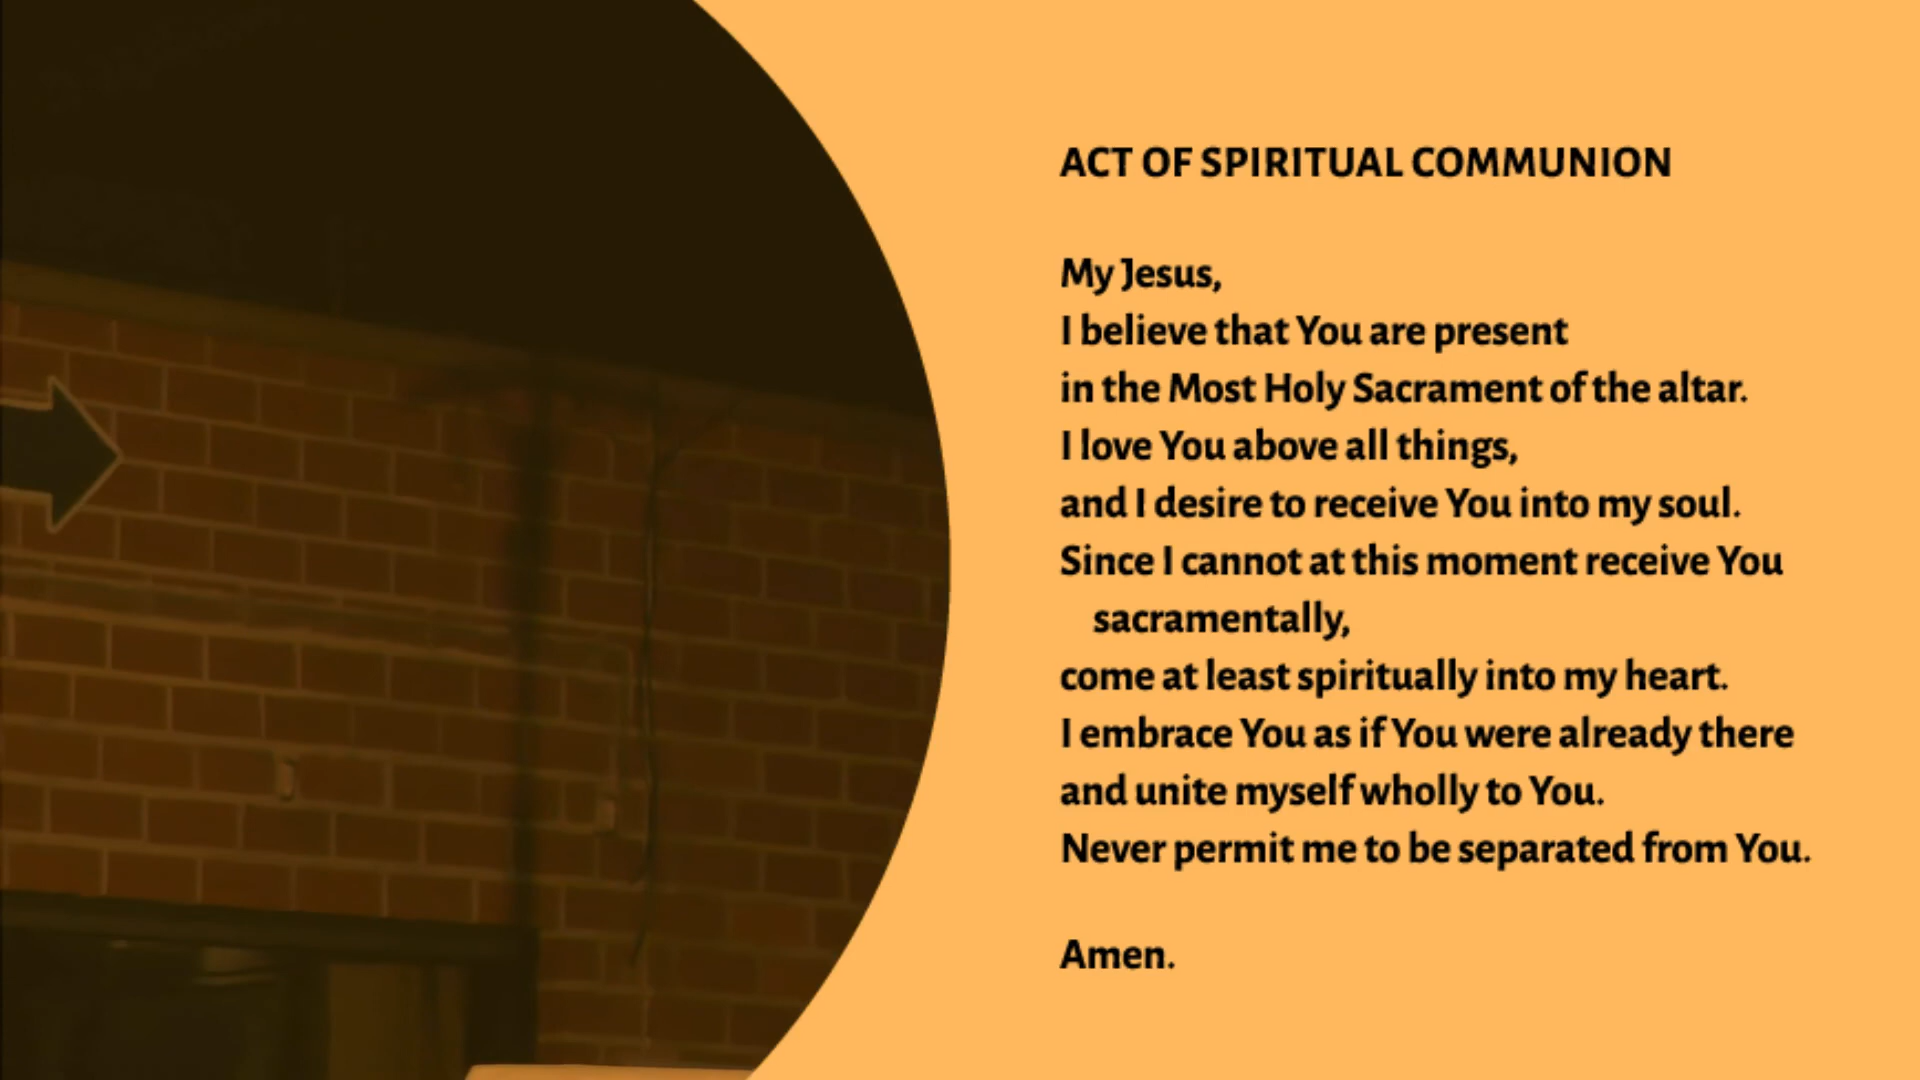 ACT OF SPIRITUAL COMMUNION
My Jesus,
I believe that You are present
in the Most Holy Sacrament of the altar.
I love You above all things,
and I desire to receive You into my soul.
Since I cannot at this moment receive You
sacramentally,
come at least spiritually into my heart.
I embrace You as if You were already there
and unite myself wholly to You.
Never permit me to be separated from You.
Amen.